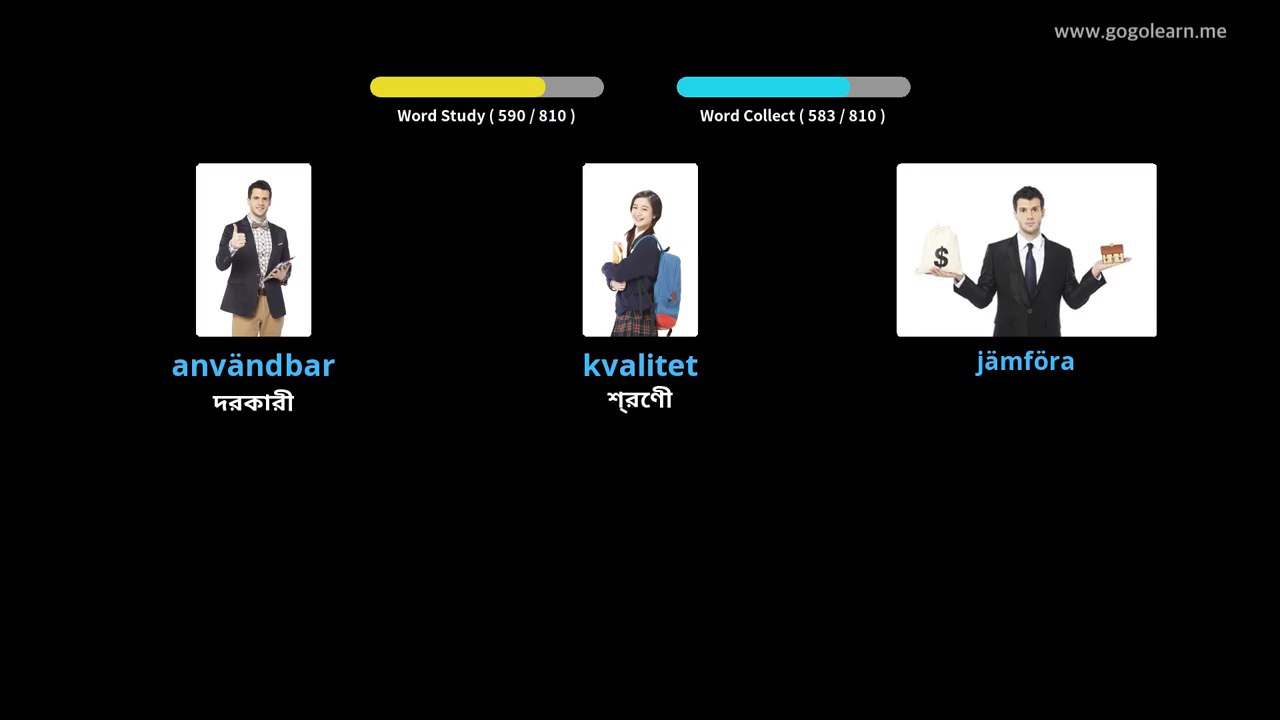 www.gogolearn.me
Word Study ( 590 / 810 )
Word Collect ( 583 / 810 )
$
användbar
kvalitet
jämföra
দরকারী
শ্রেণী